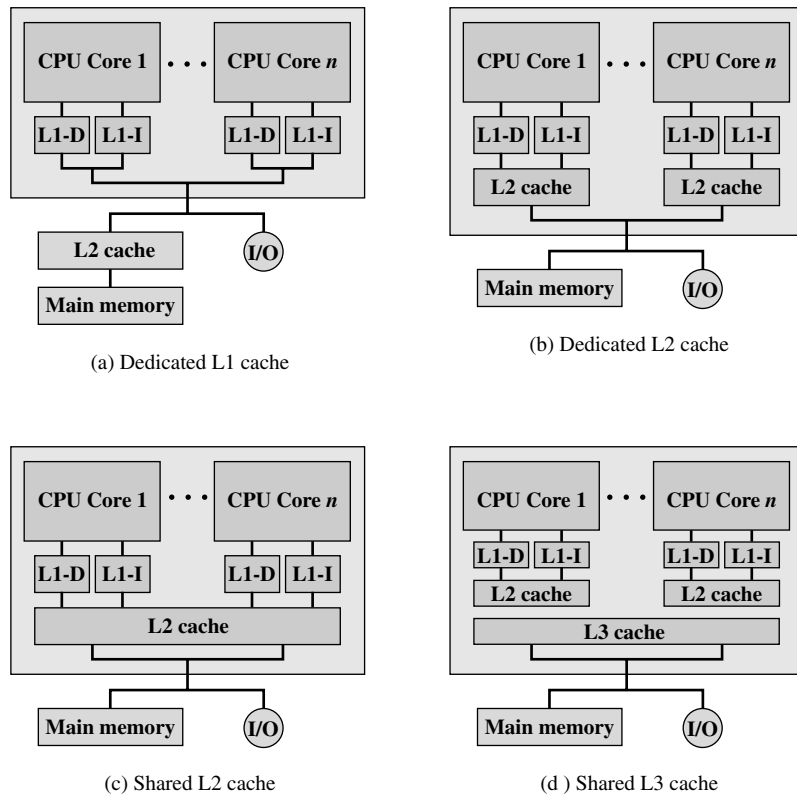 CPU Core 1 . . . CPU Core n
L1-D L1-I L1-D L1-I
L2 cache
I/O
Main memory
(a) Dedicated L1 cache
CPU Core 1 . . . CPU Core n
L1-D L1-I L1-D L1-I
L2 cache L2 cache
Main memory I/O
(b) Dedicated L2 cache
CPU Core 1 . . . CPU Core n
L1-D L1-I L1-D L1-I
L2 cache
Main memory I/O
(c) Shared L2 cache
CPU Core 1 . . . CPU Core n
L1-D L1-I L1-D L1-I
L2 cache L2 cache
L3 cache
Main memory I/O
(d ) Shared L3 cache